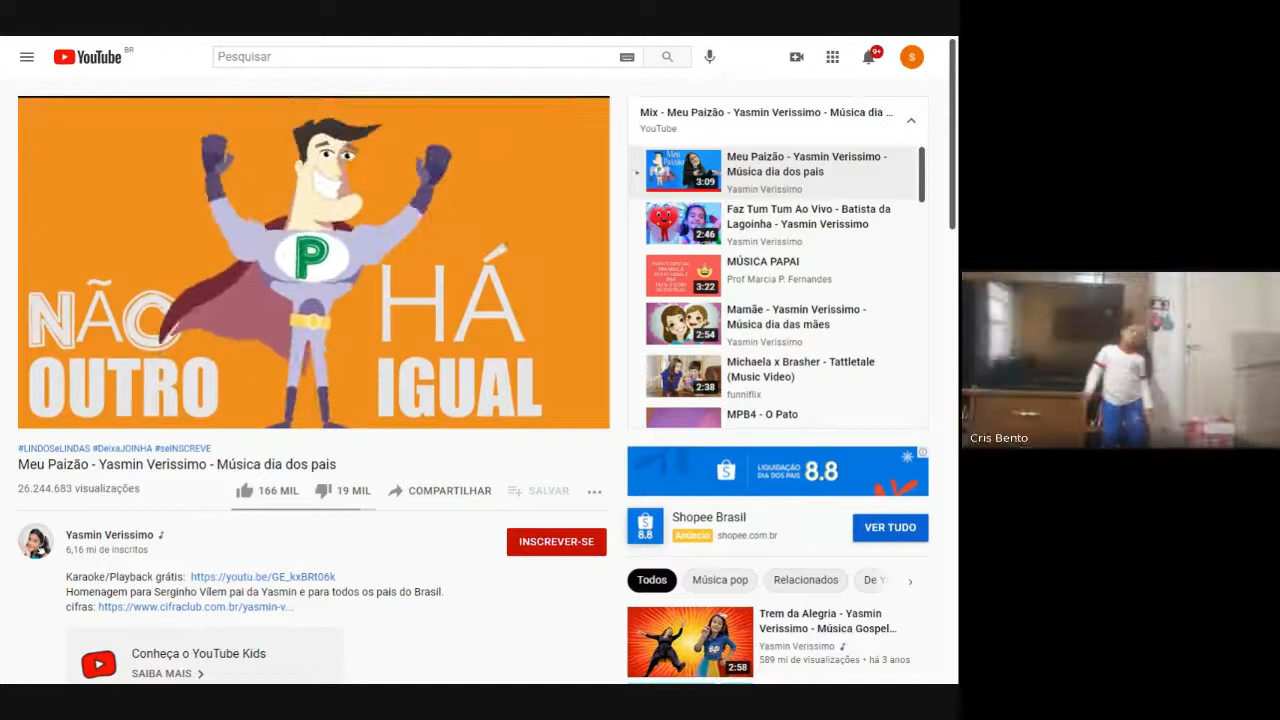 YouTube BR
Pesquisar
9+
S
P
NÃO HÁ
OUTRO IGUAL
#LINDOSeLINDAS #DeixaJOINHA #seINSCREVE
Meu Paizão - Yasmin Verissimo - Música dia dos pais
26.244.683 visualizações
166 MIL
19 MIL
COMPARTILHAR
SALVAR
Yasmin Verissimo
6,16 mi de inscritos
INSCREVER-SE
Karaoke/Playback grátis: https://youtu.be/GE_kxBRt06k
Homenagem para Serginho Vílem pai da Yasmin e para todos os pais do Brasil.
cifras: https://www.cifraclub.com.br/yasmin-v...
Conheça o YouTube Kids
SAIBA MAIS
Mix - Meu Paizão - Yasmin Verissimo - Música dia ...
YouTube
3:09
Meu Paizão - Yasmin Verissimo -
Música dia dos pais
Yasmin Verissimo
2:46
Faz Tum Tum Ao Vivo - Batista da
Lagoinha - Yasmin Verissimo
Yasmin Verissimo
3:22
MÚSICA PAPAI
Prof Marcia P. Fernandes
2:54
Mamãe - Yasmin Verissimo -
Música dia das mães
Yasmin Verissimo
2:38
Michaela x Brasher - Tattletale
(Music Video)
funniflix
MPB4 - O Pato
LIQUIDAÇÃO
DIA DOS PAIS
8.8
8.8
Shopee Brasil
Anúncio shopee.com.br
VER TUDO
Todos
Música pop
Relacionados
De Y
2:58
Trem da Alegria - Yasmin
Verissimo - Música Gospel...
Yasmin Verissimo
589 mi de visualizações • há 3 anos
Cris Bento